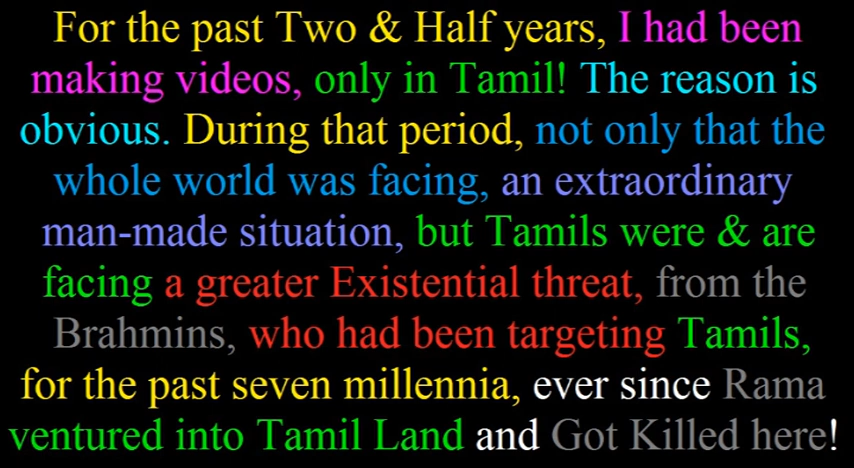 For the past Two & Half years, I had been
making videos, only in Tamil! The reason is
obvious. During that period, not only that the
whole world was facing, an extraordinary
man-made situation, but Tamils were & are
facing a greater Existential threat, from the
Brahmins, who had been targeting Tamils,
for the past seven millennia, ever since Rama
ventured into Tamil Land and Got Killed here!